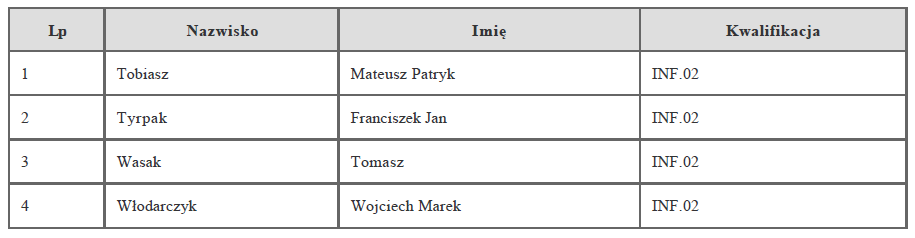 Lp Nazwisko Imię Kwalifikacja
1 Tobiasz Mateusz Patryk INF.02
2 Tyrpak Franciszek Jan INF.02
3 Wasak Tomasz INF.02
4 Włodarczyk Wojciech Marek INF.02